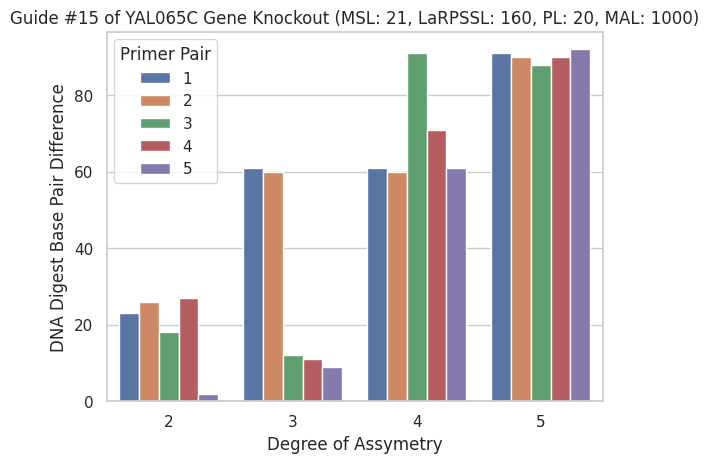 Guide #15 of YAL065C Gene Knockout (MSL: 21, LaRPSSL: 160, PL: 20, MAL: 1000)
Primer Pair
1
2
3
4
5
DNA Digest Base Pair Difference
80
60
40
20
0
2 3 4 5
Degree of Assymetry